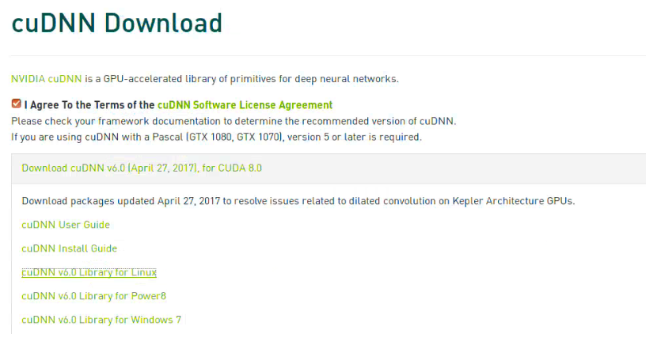 cuDNN Download
NVIDIA cuDNN is a GPU-accelerated library of primitives for deep neural networks.
I Agree To the Terms of the cuDNN Software License Agreement
Please check your framework documentation to determine the recommended version of cuDNN.
If you are using cuDNN with a Pascal (GTX 1080, GTX 1070), version 5 or later is required.
Download cuDNN v6.0 (April 27, 2017), for CUDA 8.0
Download packages updated April 27, 2017 to resolve issues related to dilated convolution on Kepler Architecture GPUs.
cuDNN User Guide
cuDNN Install Guide
cuDNN v6.0 Library for Linux
cuDNN v6.0 Library for Power8
cuDNN v6.0 Library for Windows 7